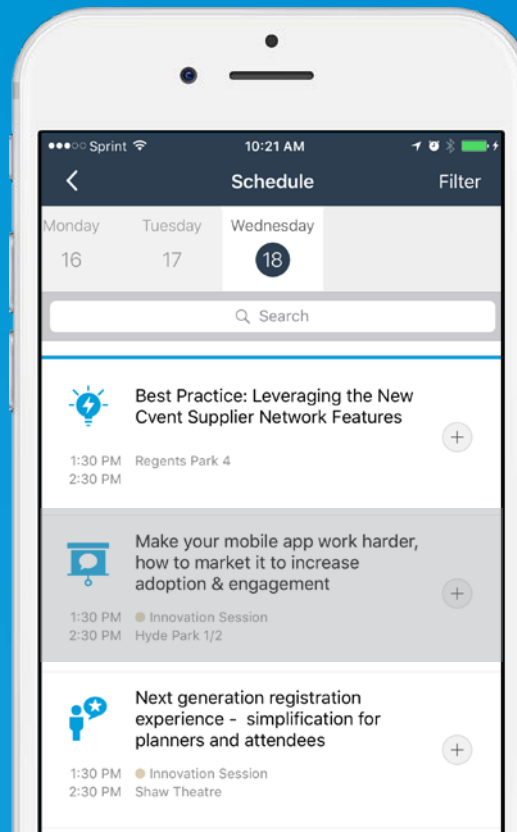 Sprint 10:21 AM
Schedule Filter
Monday Tuesday Wednesday
16 17 18
Search
Best Practice: Leveraging the New
Cvent Supplier Network Features
1:30 PM Regents Park 4
2:30 PM
Make your mobile app work harder,
how to market it to increase
adoption & engagement
1:30 PM Innovation Session
2:30 PM Hyde Park 1/2
Next generation registration
experience - simplification for
planners and attendees
1:30 PM Innovation Session
2:30 PM Shaw Theatre